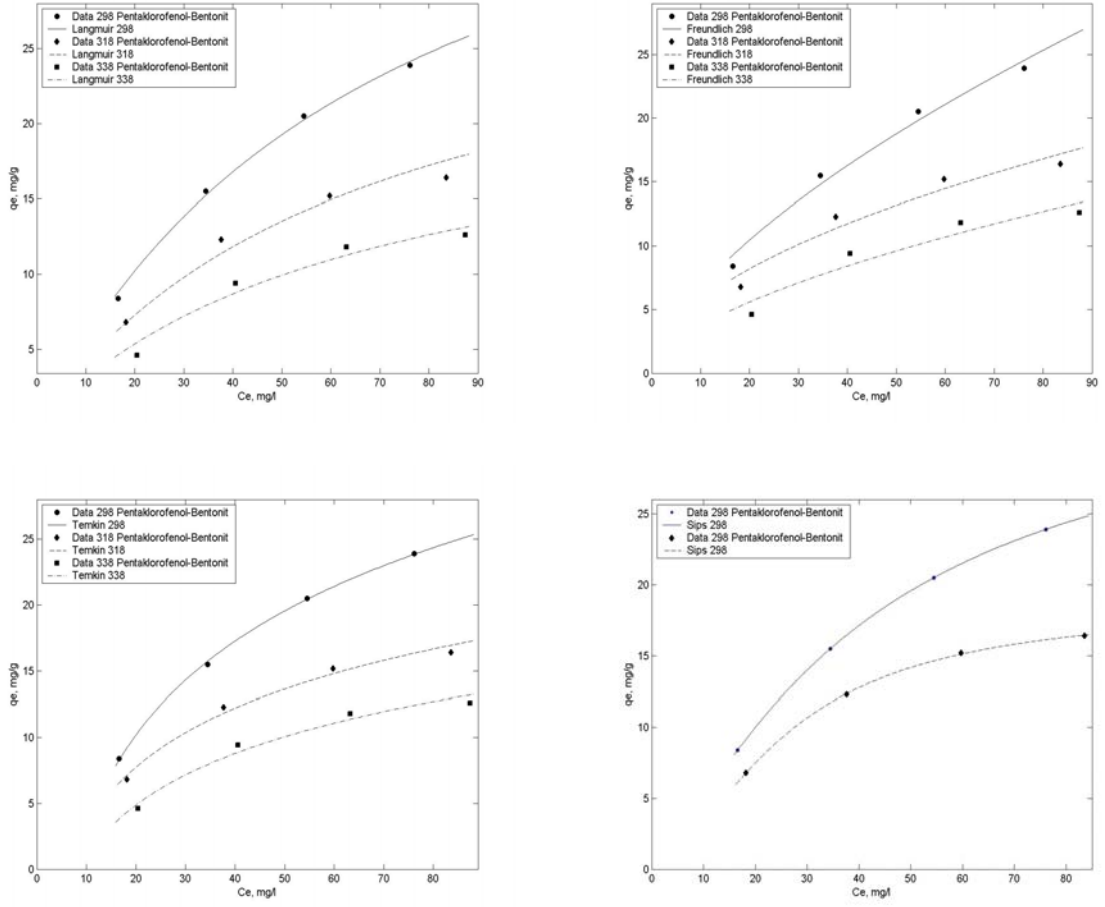 Data 298 Pentaklorofenol-Bentonit
Langmuir 298
Data 318 Pentaklorofenol-Bentonit
Langmuir 318
Data 338 Pentaklorofenol-Bentonit
Langmuir 338
25
20
15
10
5
qe, mg/g
0 10 20 30 40 50 60 70 80 90
Ce, mg/l
Data 298 Pentaklorofenol-Bentonit
Freundlich 298
Data 318 Pentaklorofenol-Bentonit
Freundlich 318
Data 338 Pentaklorofenol-Bentonit
Freundlich 338
25
20
15
10
5
0
qe, mg/g
0 10 20 30 40 50 60 70 80 90
Ce, mg/l
Data 298 Pentaklorofenol-Bentonit
Temkin 298
Data 318 Pentaklorofenol-Bentonit
Temkin 318
Data 338 Pentaklorofenol-Bentonit
Temkin 338
25
20
15
10
5
0
qe, mg/g
0 10 20 30 40 50 60 70 80
Ce, mg/l
Data 298 Pentaklorofenol-Bentonit
Sips 298
Data 298 Pentaklorofenol-Bentonit
Sips 298
25
20
15
10
5
0
qe, mg/g
0 10 20 30 40 50 60 70 80
Ce, mg/l